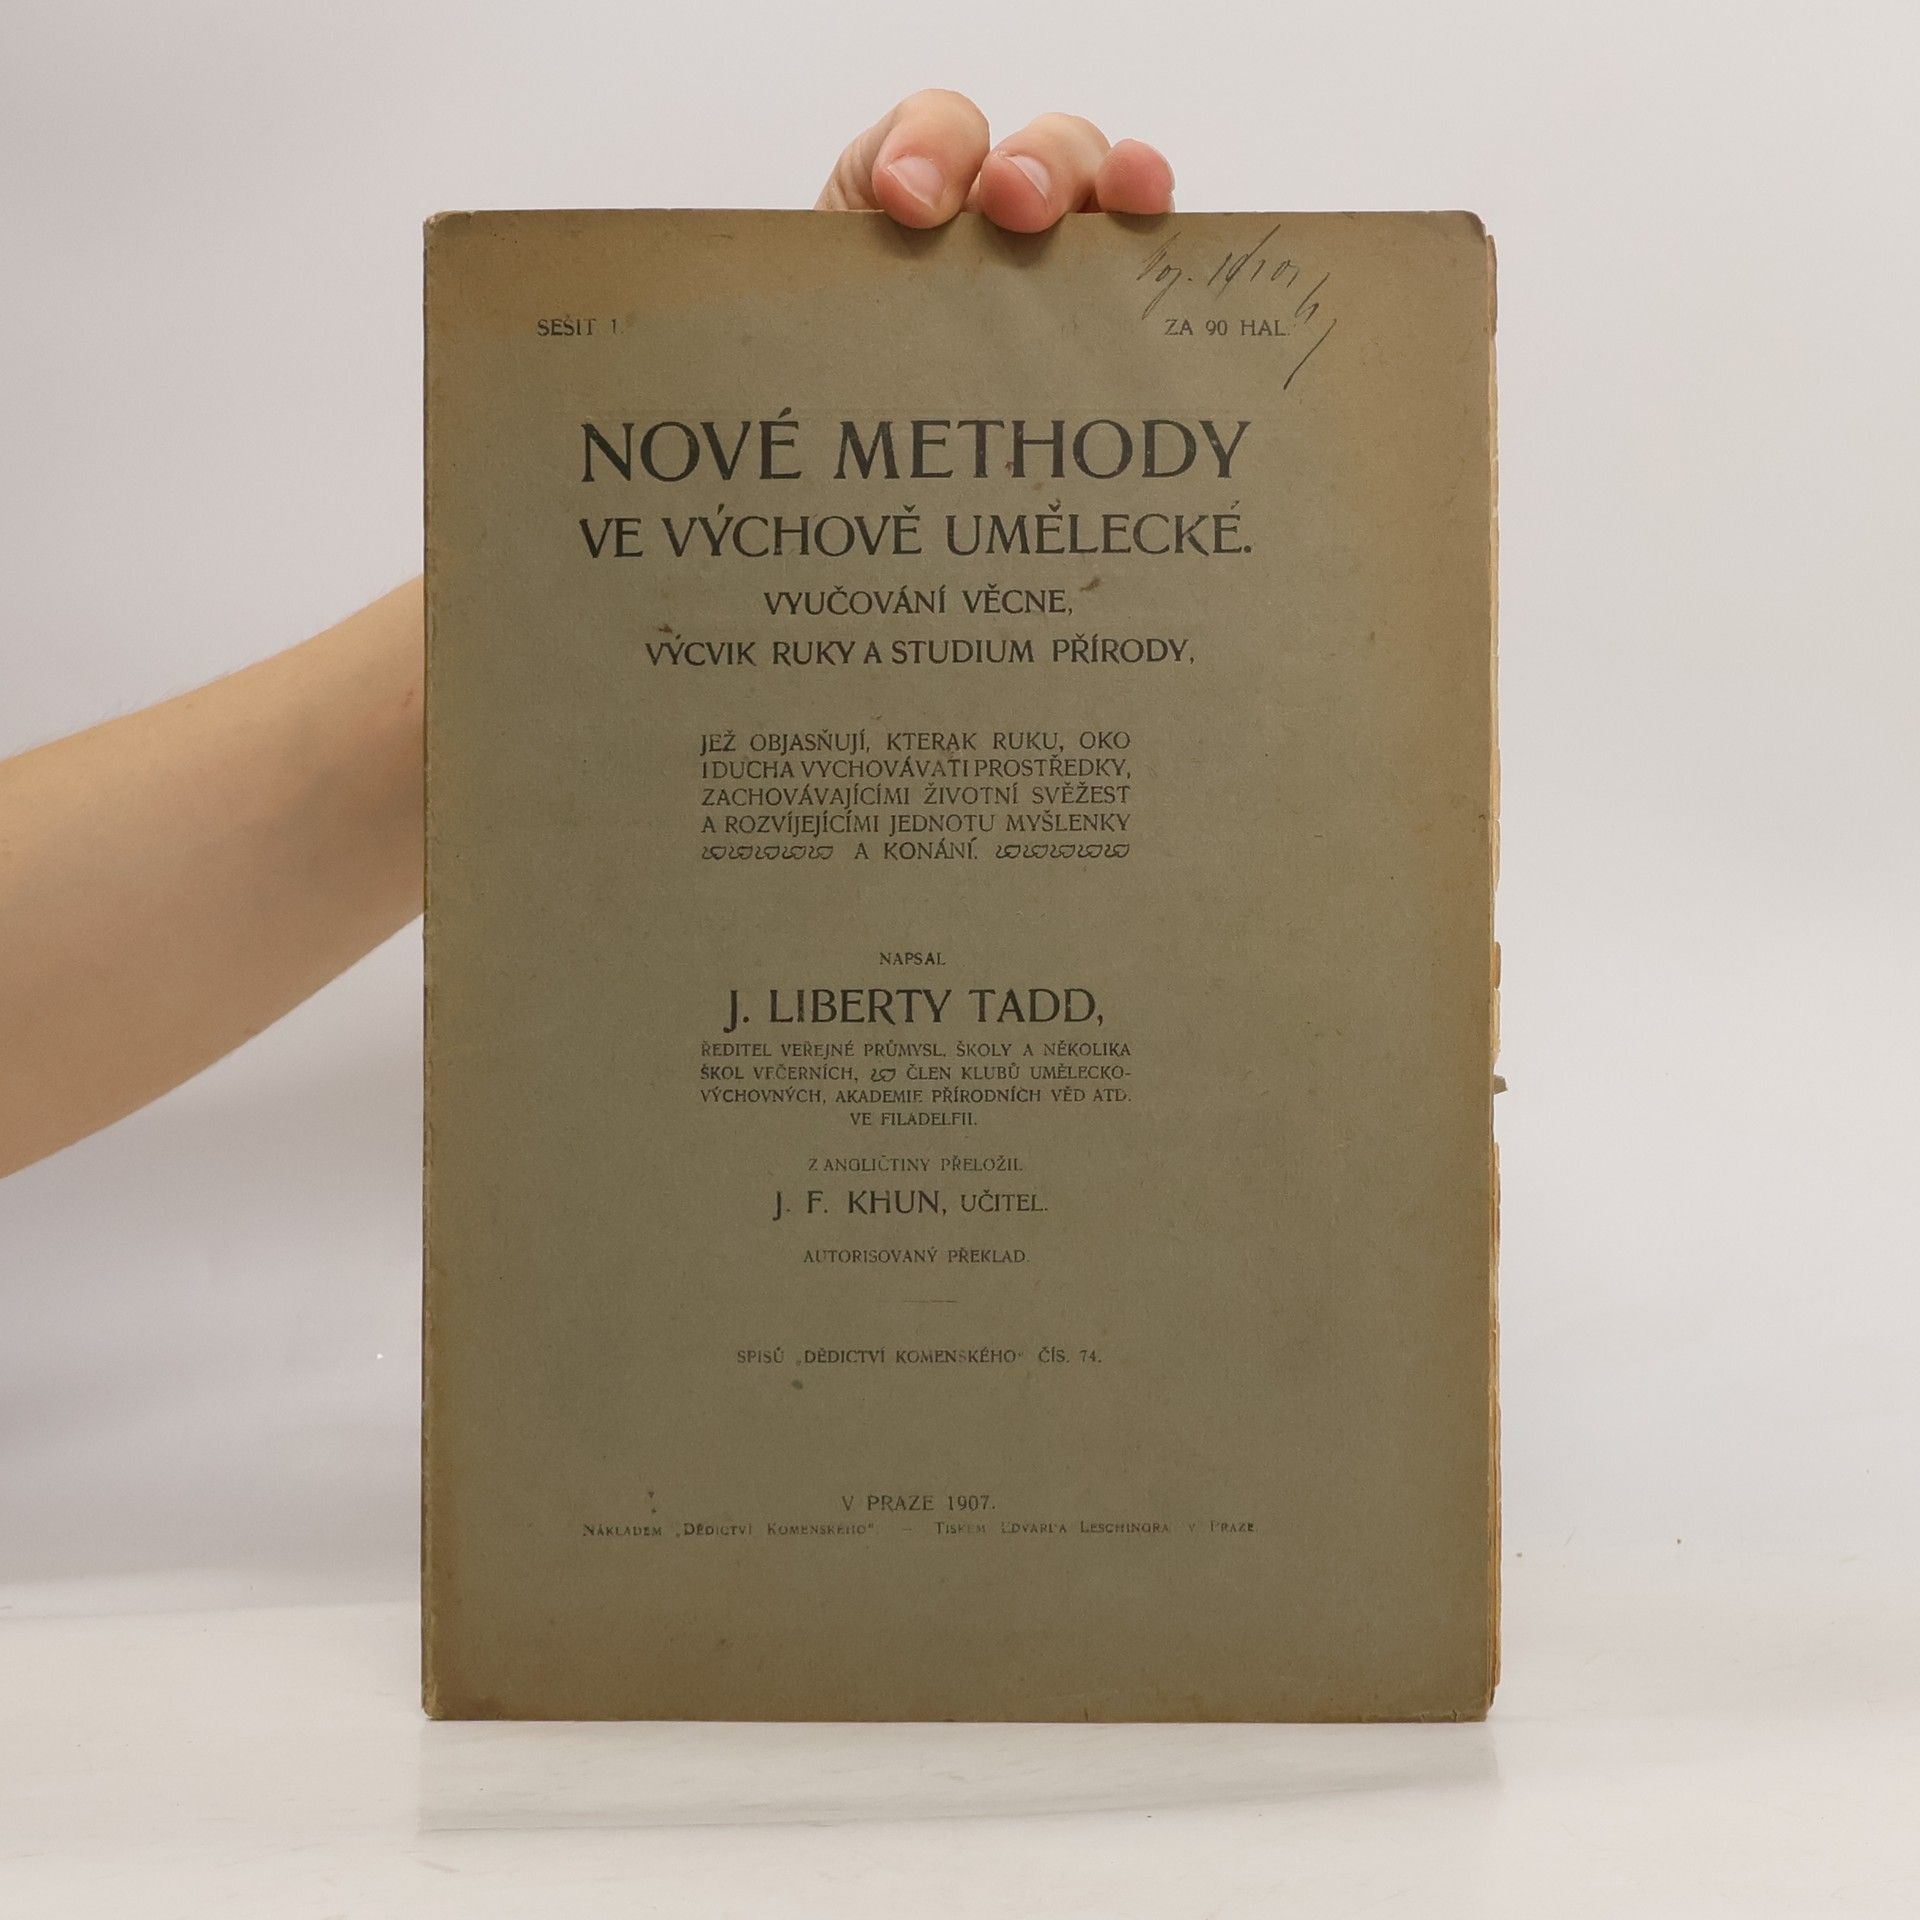 SEŠIT 1.
ZA 90 HAL.
NOVÉ METHODY
VE VÝCHOVĚ UMĚLECKÉ.
VYUČOVÁNÍ VĚCNE,
VÝCVIK RUKY A STUDIUM PŘÍRODY,
JEŽ OBJASŇUJÍ, KTERAK RUKU, OKO
I DUCHA VYCHOVÁVATI PROSTŘEDKY,
ZACHOVÁVAJÍCÍMI ŽIVOTNÍ SVĚŽEST
A ROZVÍJEJÍCÍMI JEDNOTU MYŠLENKY
A KONÁNÍ.
NAPSAL
J. LIBERTY TADD,
ŘEDITEL VEŘEJNÉ PRŮMYSL. ŠKOLY A NĚKOLIKA
ŠKOL VEČERNÍCH, ČLEN KLUBŮ UMĚLECKO-
VÝCHOVNÝCH, AKADEMIE PŘÍRODNÍCH VĚD ATD.
VE FILADELFII.
Z ANGLIČTINY PŘELOŽIL
J. F. KHUN, UČITEL.
AUTORISOVANÝ PŘEKLAD.
SPISŮ „DĚDICTVÍ KOMENSKÉHO“ ČÍS. 74.
V PRAZE 1907.
NÁKLADEM „DĚDICTVÍ KOMENSKÉHO“. — TISKEM EDVARDA LESCHINGRA V PRAZE.